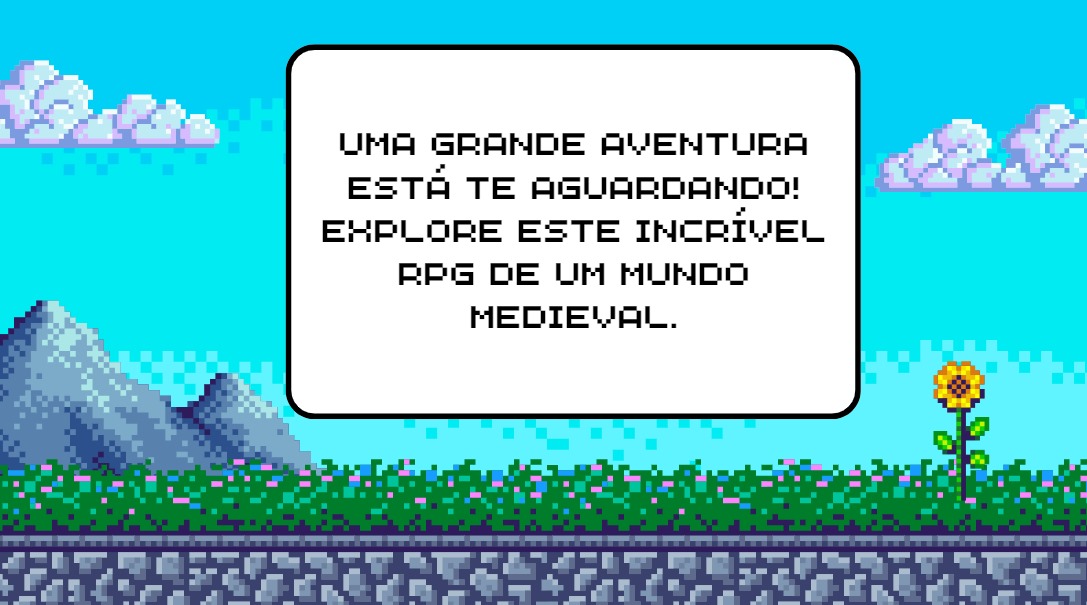 UMA GRANDE AVENTURA
ESTÁ TE AGUARDANDO!
EXPLORE ESTE INCRÍVEL
RPG DE UM MUNDO
MEDIEVAL.